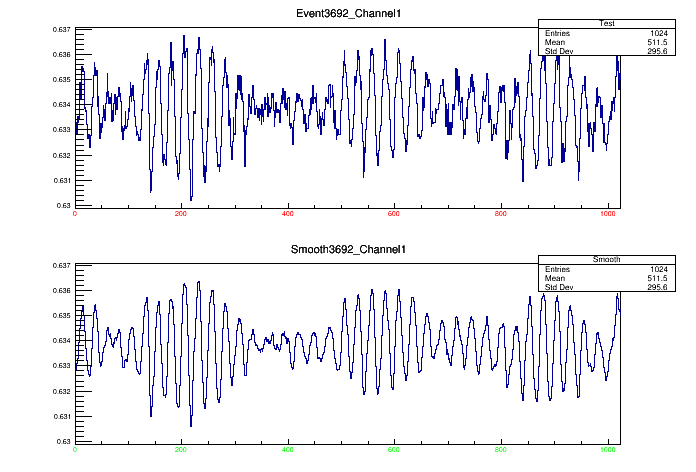 Event3692_Channel1
Test
Entries 1024
Mean 511.5
Std Dev 295.6
0.637
0.636
0.635
0.634
0.633
0.632
0.631
0.63
0 200 400 600 800 1000
Smooth3692_Channel1
Smooth
Entries 1024
Mean 511.5
Std Dev 295.6
0.637
0.636
0.635
0.634
0.633
0.632
0.631
0.63
0 200 400 600 800 1000